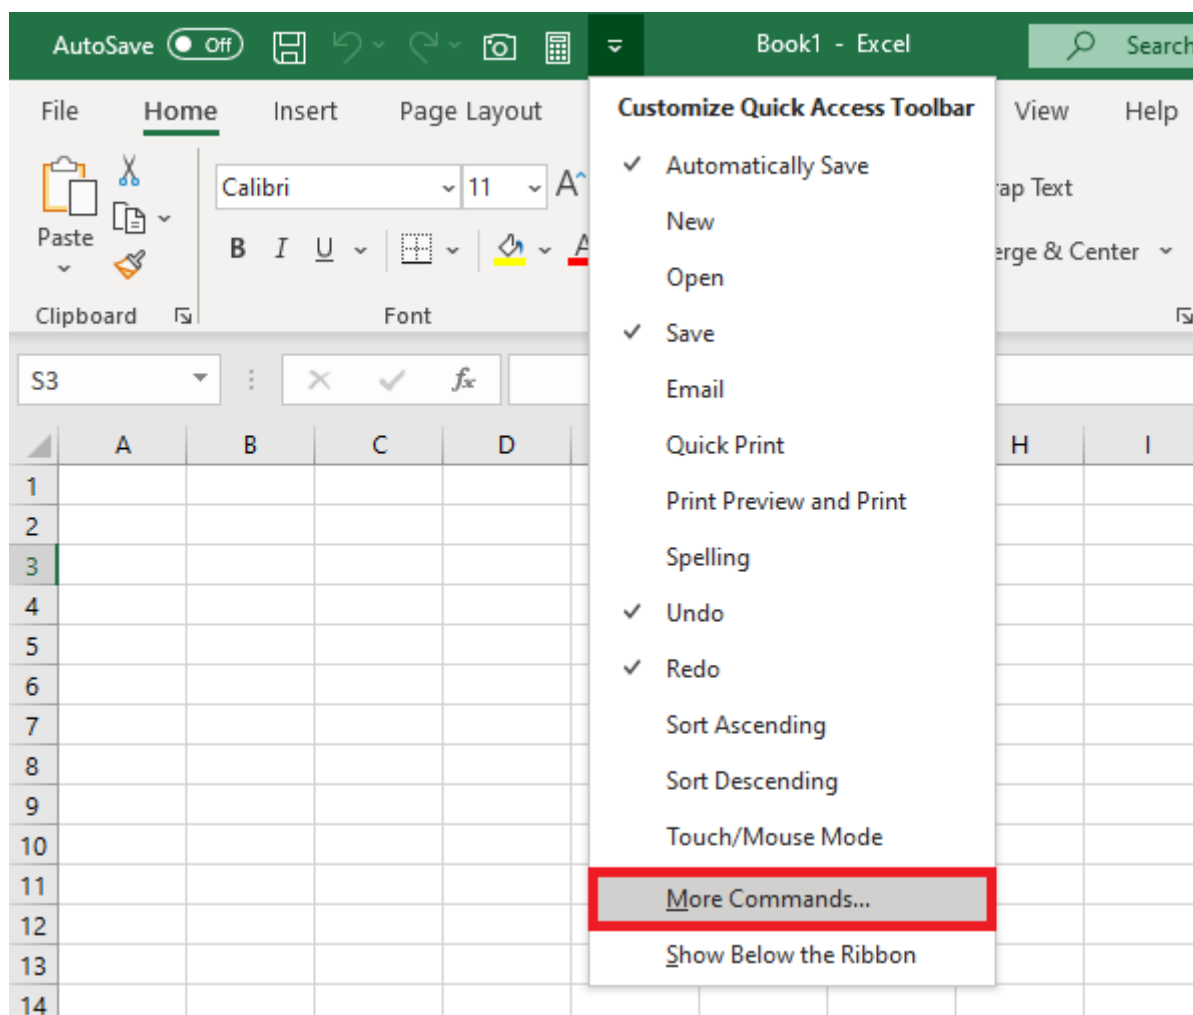 AutoSave Off Book1 - Excel Search
File Home Insert Page Layout View Help
Calibri 11 A
Paste
B I U A
Clipboard Font
Text
& Center
S3 fx
A B C D H I
1
2
3
4
5
6
7
8
9
10
11
12
13
14
Customize Quick Access Toolbar
Automatically Save
New
Open
Save
Email
Quick Print
Print Preview and Print
Spelling
Undo
Redo
Sort Ascending
Sort Descending
Touch/Mouse Mode
More Commands...
Show Below the Ribbon